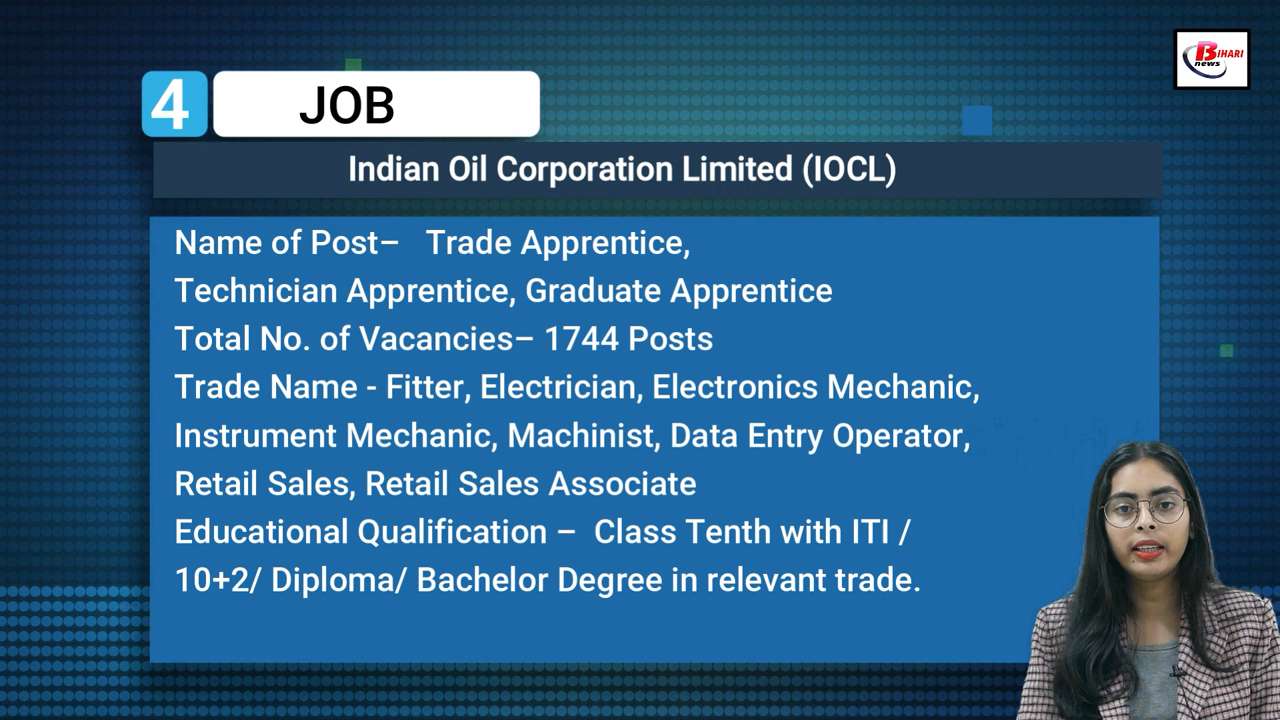 BIHARI
news
4 JOB
Indian Oil Corporation Limited (IOCL)
Name of Post– Trade Apprentice,
Technician Apprentice, Graduate Apprentice
Total No. of Vacancies– 1744 Posts
Trade Name - Fitter, Electrician, Electronics Mechanic,
Instrument Mechanic, Machinist, Data Entry Operator,
Retail Sales, Retail Sales Associate
Educational Qualification – Class Tenth with ITI /
10+2/ Diploma/ Bachelor Degree in relevant trade.